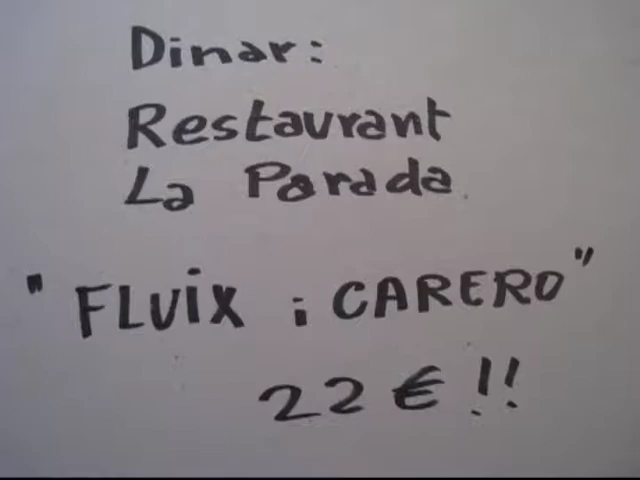 Dinar:
Restaurant
La Parada
"FLUIX i CARERO"
22 € !!